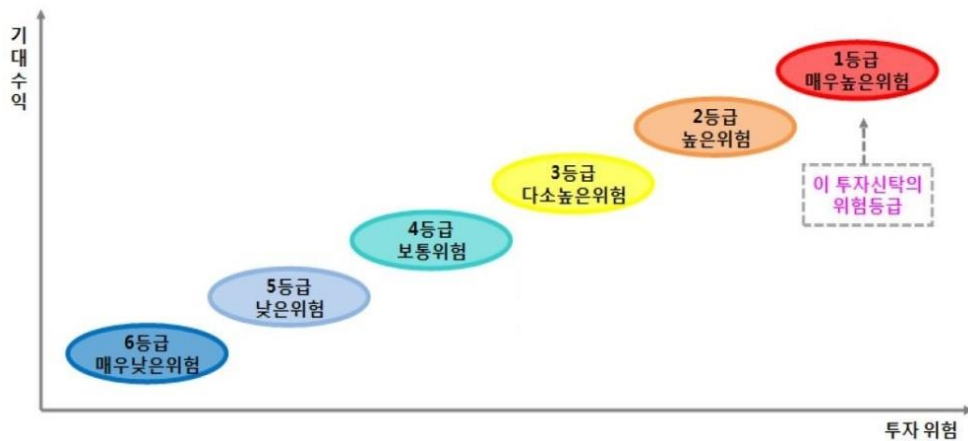 기대수익
1등급
매우높은위험
2등급
높은위험
이 투자신탁의
위험등급
3등급
다소높은위험
4등급
보통위험
5등급
낮은위험
6등급
매우낮은위험
투자 위험